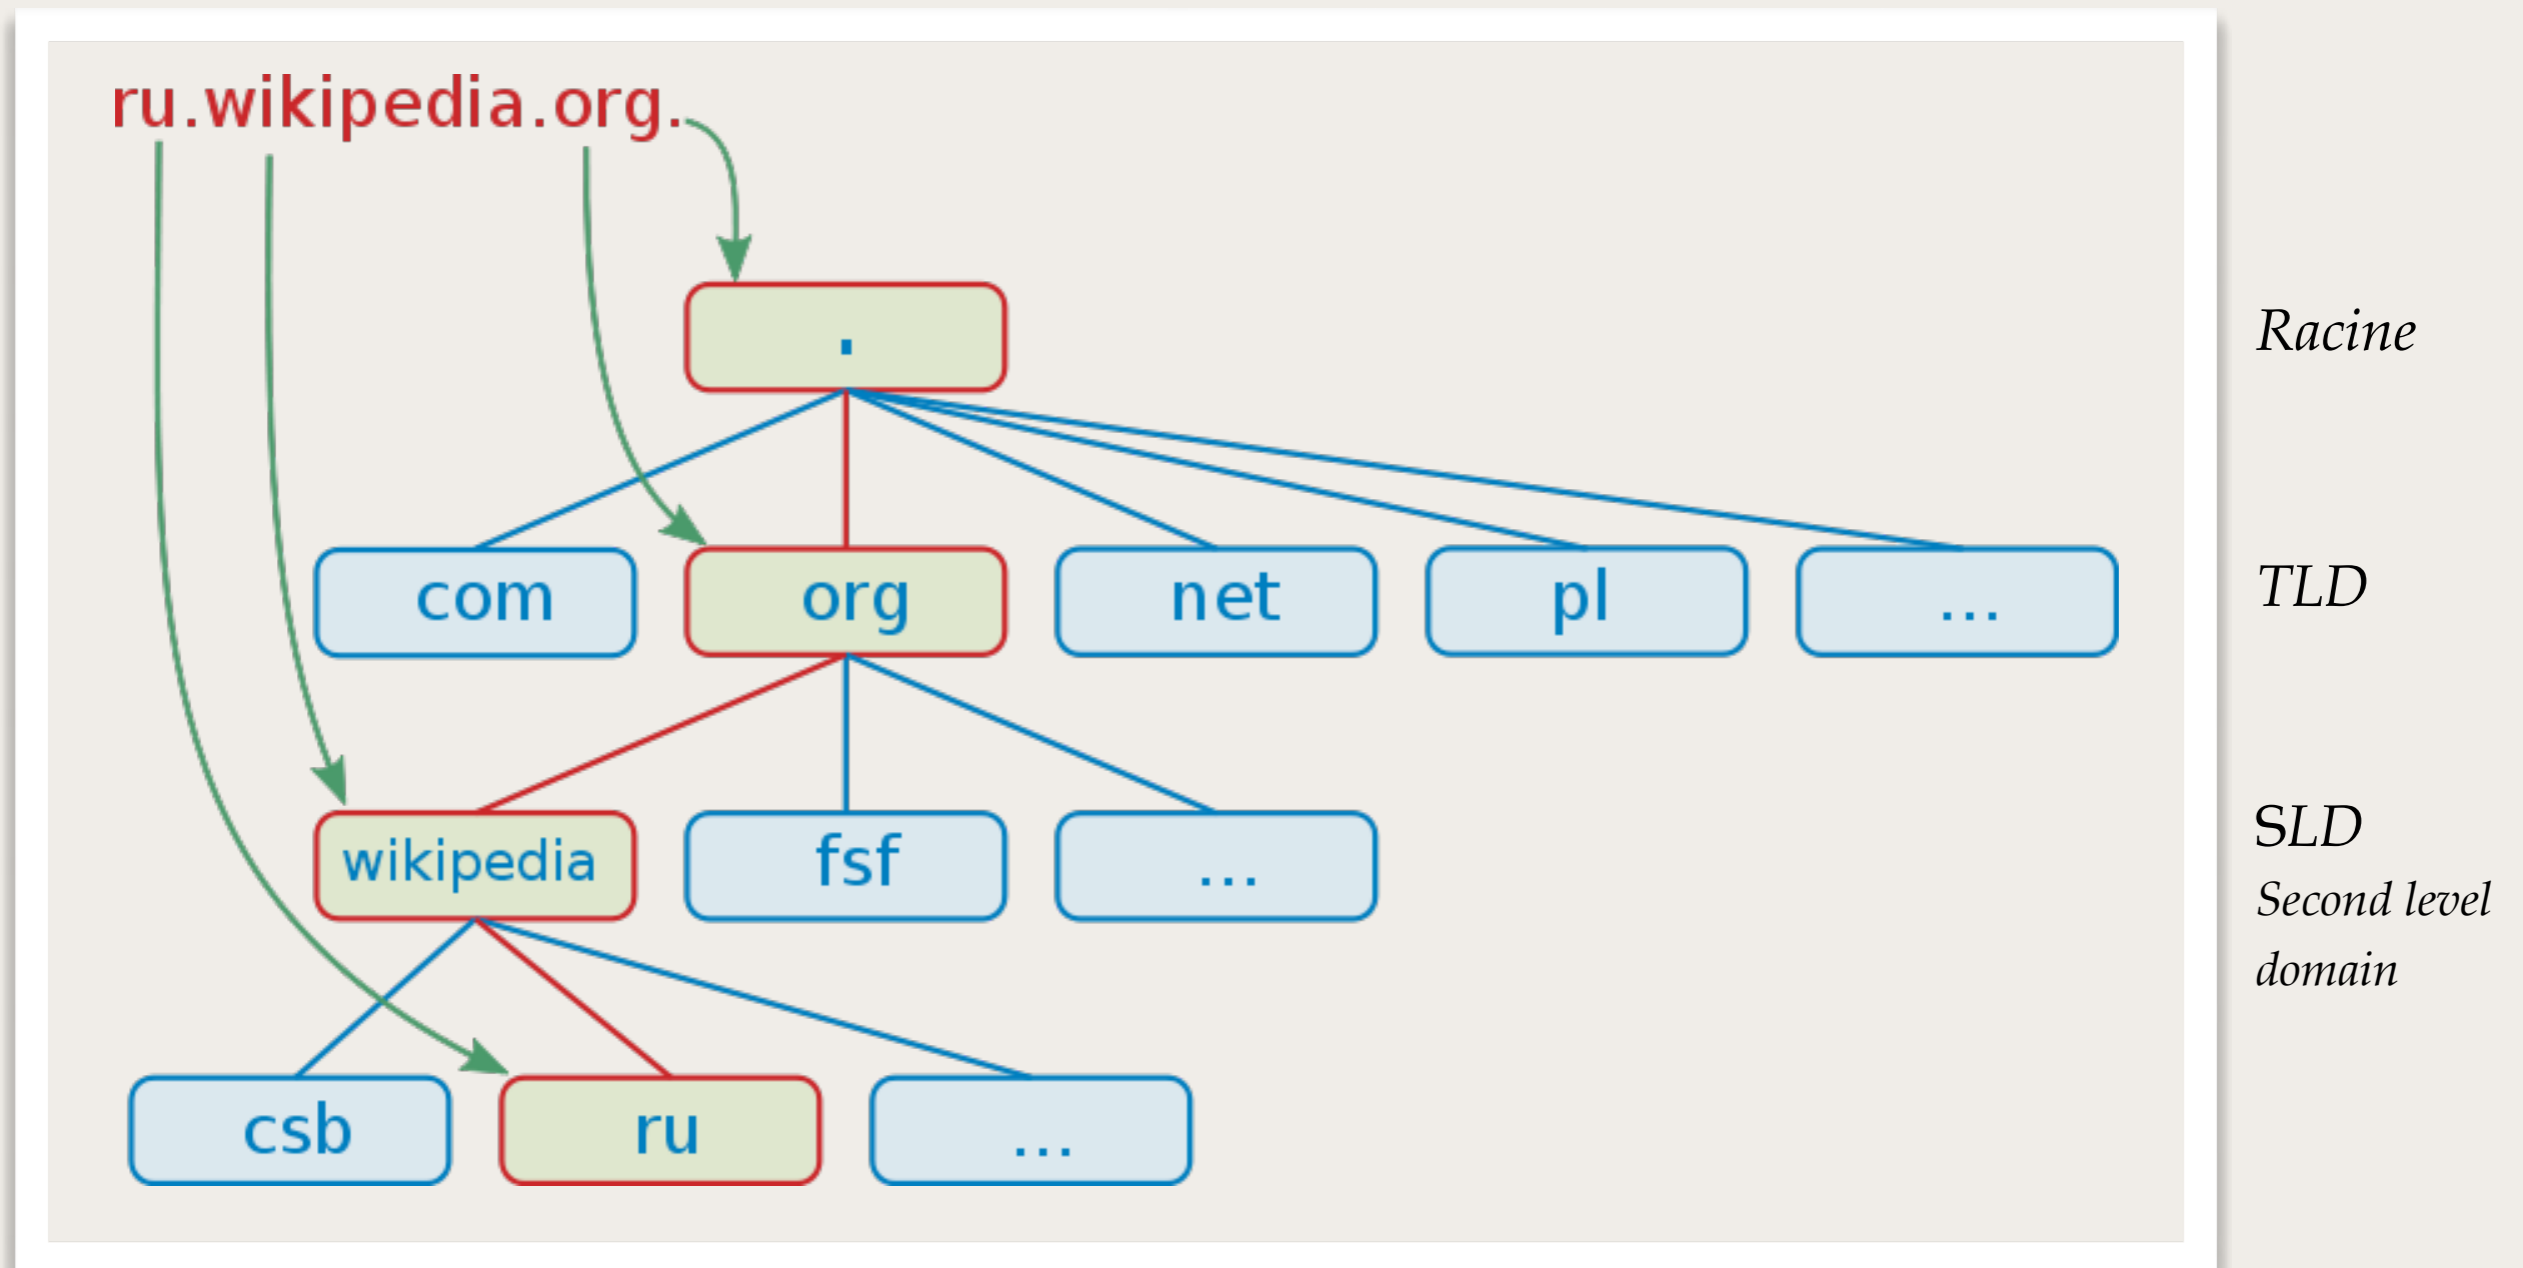 ru.wikipedia.org.
.
Racine
com org net pl ...
TLD
wikipedia fsf ...
SLD
Second level
domain
csb ru ...